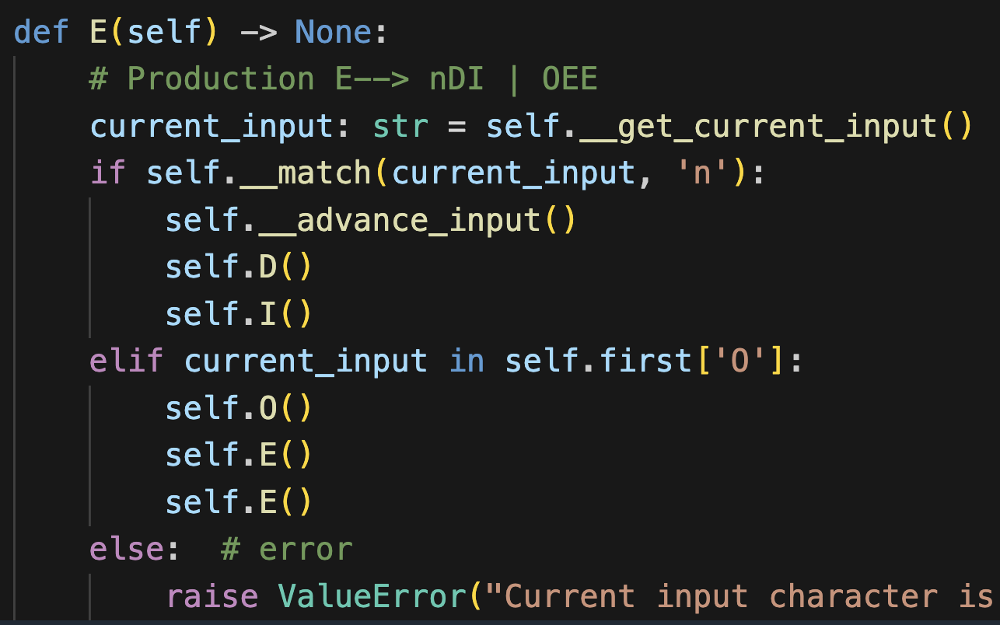 def E(self) -> None:
# Production E--> nDI | OEE
current_input: str = self.__get_current_input()
if self.__match(current_input, 'n'):
self.__advance_input()
self.D()
self.I()
elif current_input in self.first['O']:
self.O()
self.E()
self.E()
else:  # error
raise ValueError("Current input character is